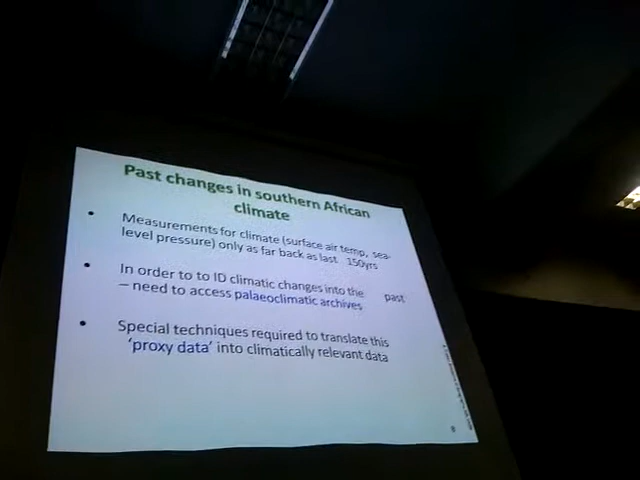 Past changes in southern African
climate
• Measurements for climate (surface air temp, sea-
level pressure) only as far back as last 150yrs
• In order to to ID climatic changes into the past
– need to access palaeoclimatic archives
• Special techniques required to translate this
'proxy data' into climatically relevant data